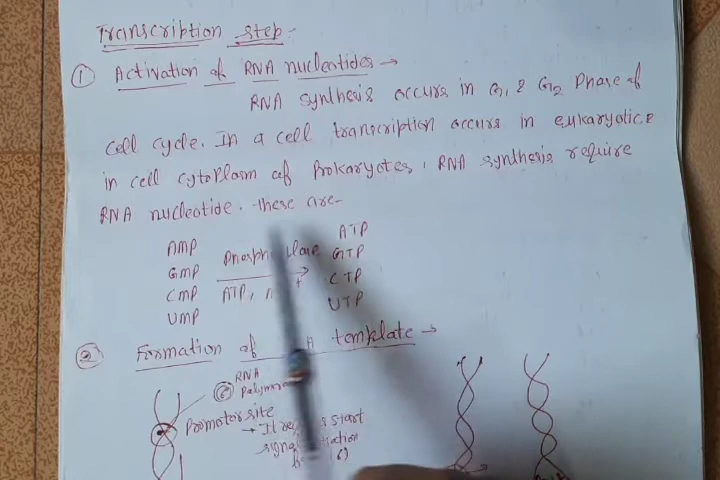 Transcription step:-
① Activation of RNA nucleotides →
RNA synthesis occurs in G1 & G2 Phase of
cell cycle. In a cell transcription occurs in eukaryotic &
in cell cytoplasm of Prokaryotes, RNA synthesis require
RNA nucleotide. these are-
AMP ATP
GMP GTP
CMP ATP, CTP
UMP UTP
② Formation of template →
RNA
Promotor site
→ It start